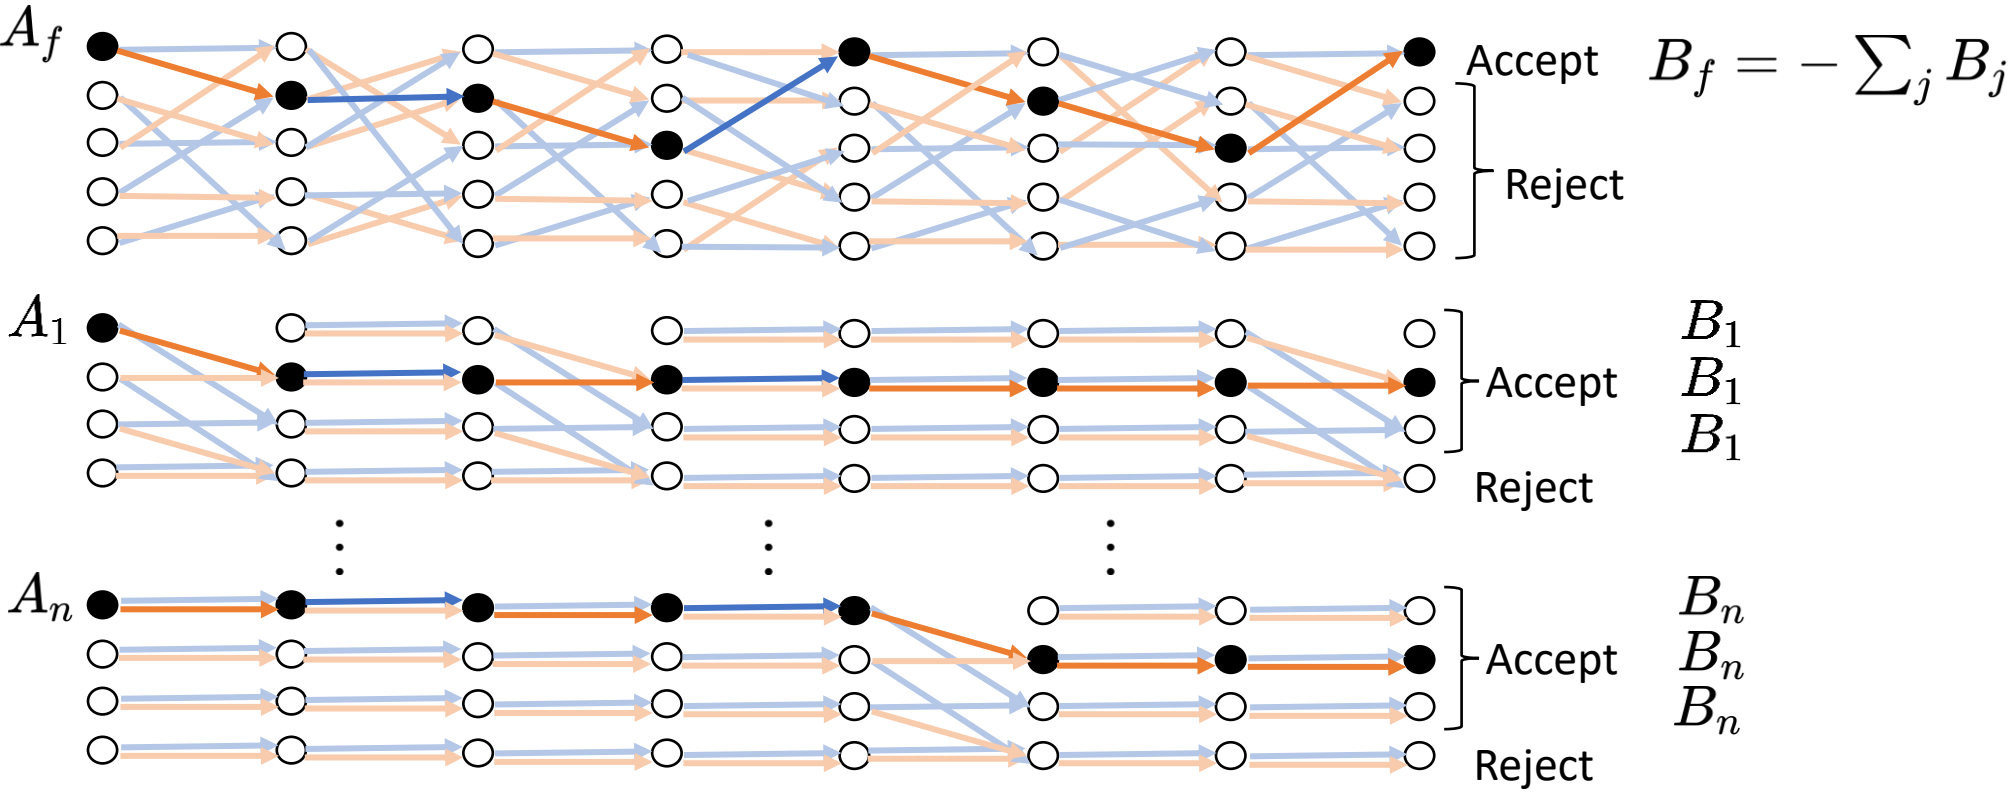 A_f Accept B_f = − ∑_j B_j
Reject
A_1 B_1
Accept B_1
B_1
Reject
A_n B_n
Accept B_n
B_n
Reject